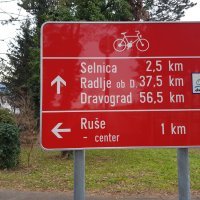 Selnica 2,5 km
Radlje ob D. 37,5 km
Dravograd 56,5 km
Ruše 1 km
- center